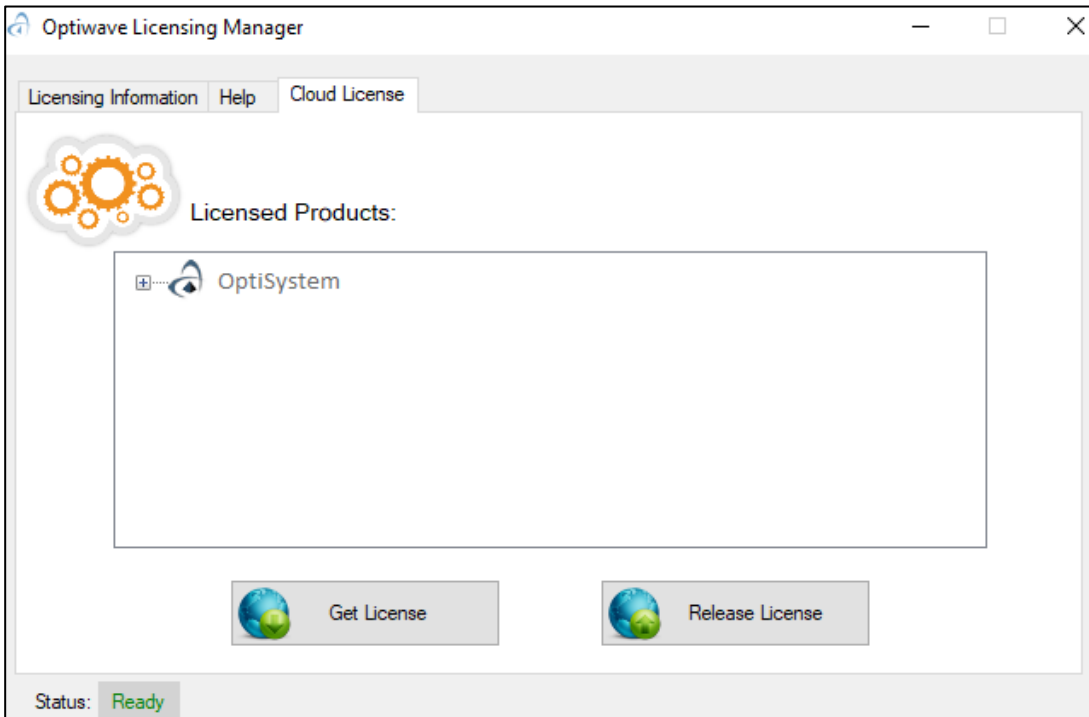 Optiwave Licensing Manager
Licensing Information Help Cloud License
Licensed Products:
OptiSystem
Get License Release License
Status: Ready